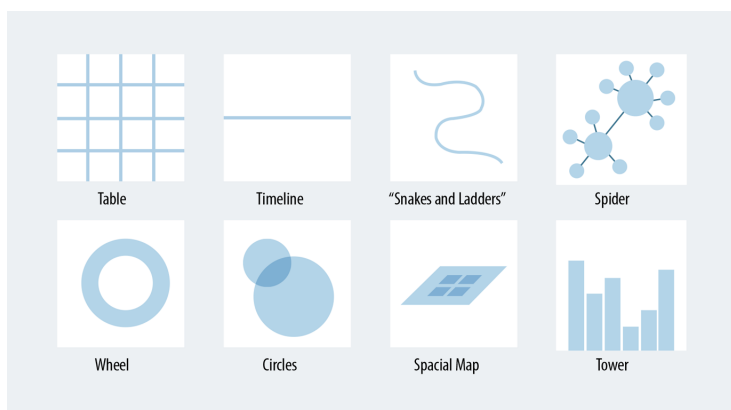 Table
Timeline
“Snakes and Ladders”
Spider
Wheel
Circles
Spacial Map
Tower